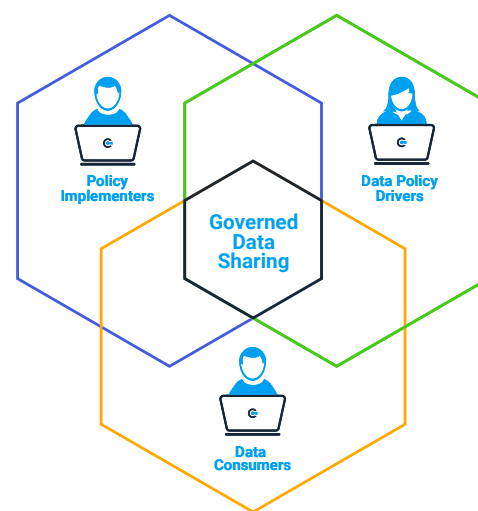 Policy
Implementers
Data Policy
Drivers
Governed
Data
Sharing
Data
Consumers